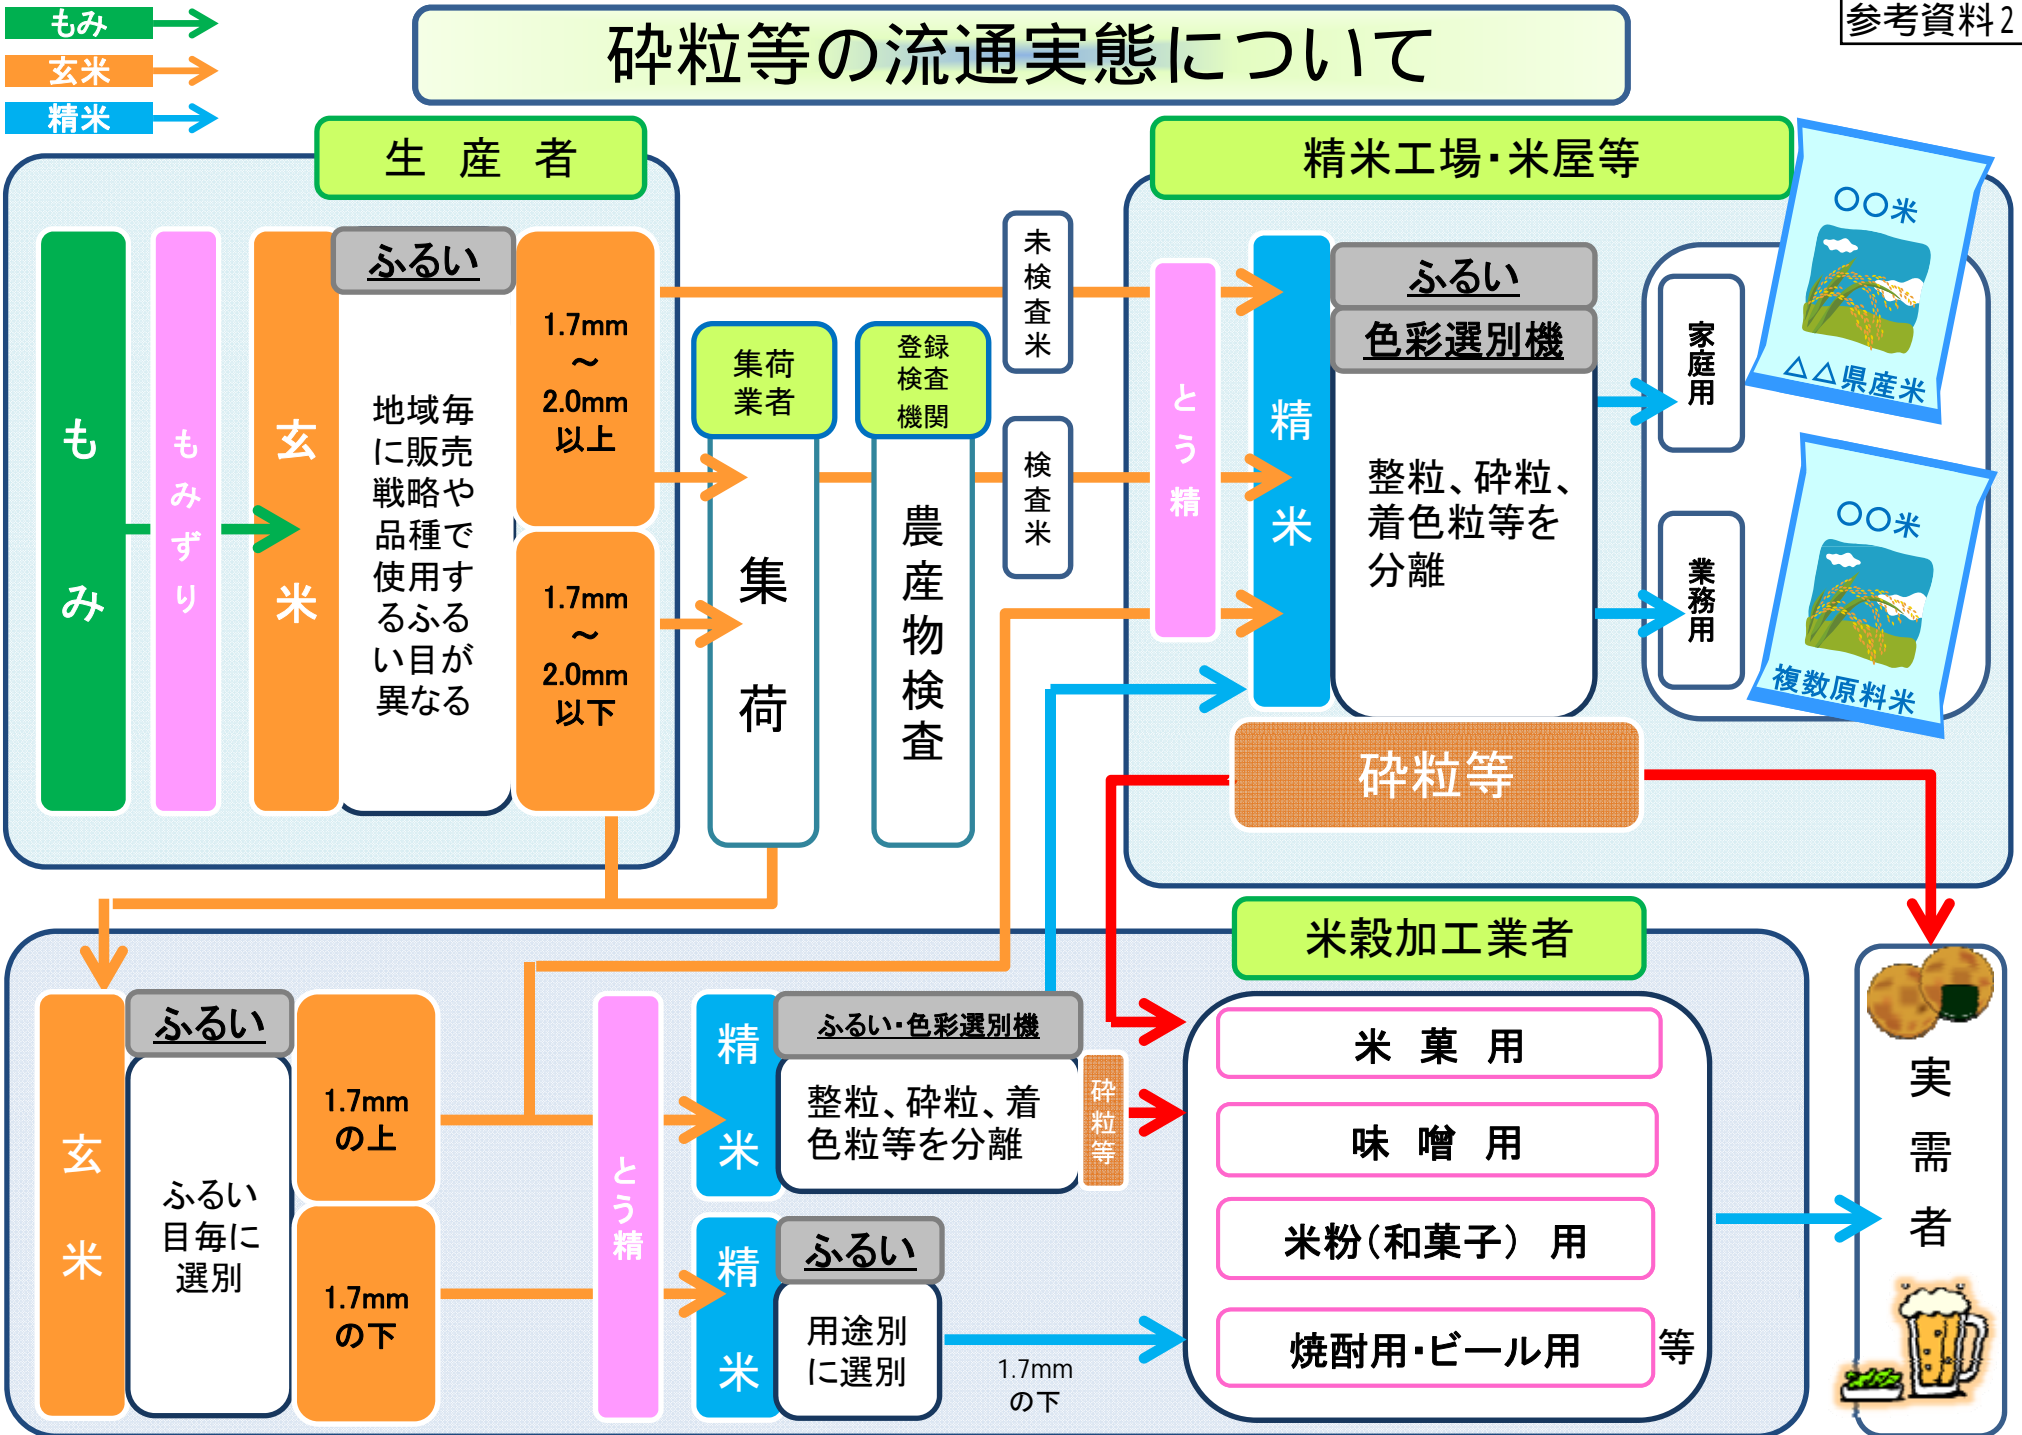 もみ
玄米
精米
砕粒等の流通実態について
参考資料2
生産者
もみ
もみずり
玄米
ふるい
地域毎
に販売
戦略や
品種で
使用す
るふる
い目が
異なる
1.7mm
～
2.0mm
以上
1.7mm
～
2.0mm
以下
集荷
業者
集荷
登録
検査
機関
農産物検査
未検査米
検査米
精米工場・米屋等
とう精
精米
ふるい
色彩選別機
整粒、砕粒、
着色粒等を
分離
家庭用
業務用
〇〇米
△△県産米
〇〇米
複数原料米
砕粒等
米穀加工業者
玄米
ふるい
ふるい
目毎に
選別
1.7mm
の上
1.7mm
の下
とう精
精米
ふるい・色彩選別機
整粒、砕粒、着
色粒等を分離
砕粒等
精米
ふるい
用途別
に選別
1.7mm
の下
米菓用
味噌用
米粉（和菓子）用
焼酎用・ビール用
等
実需者